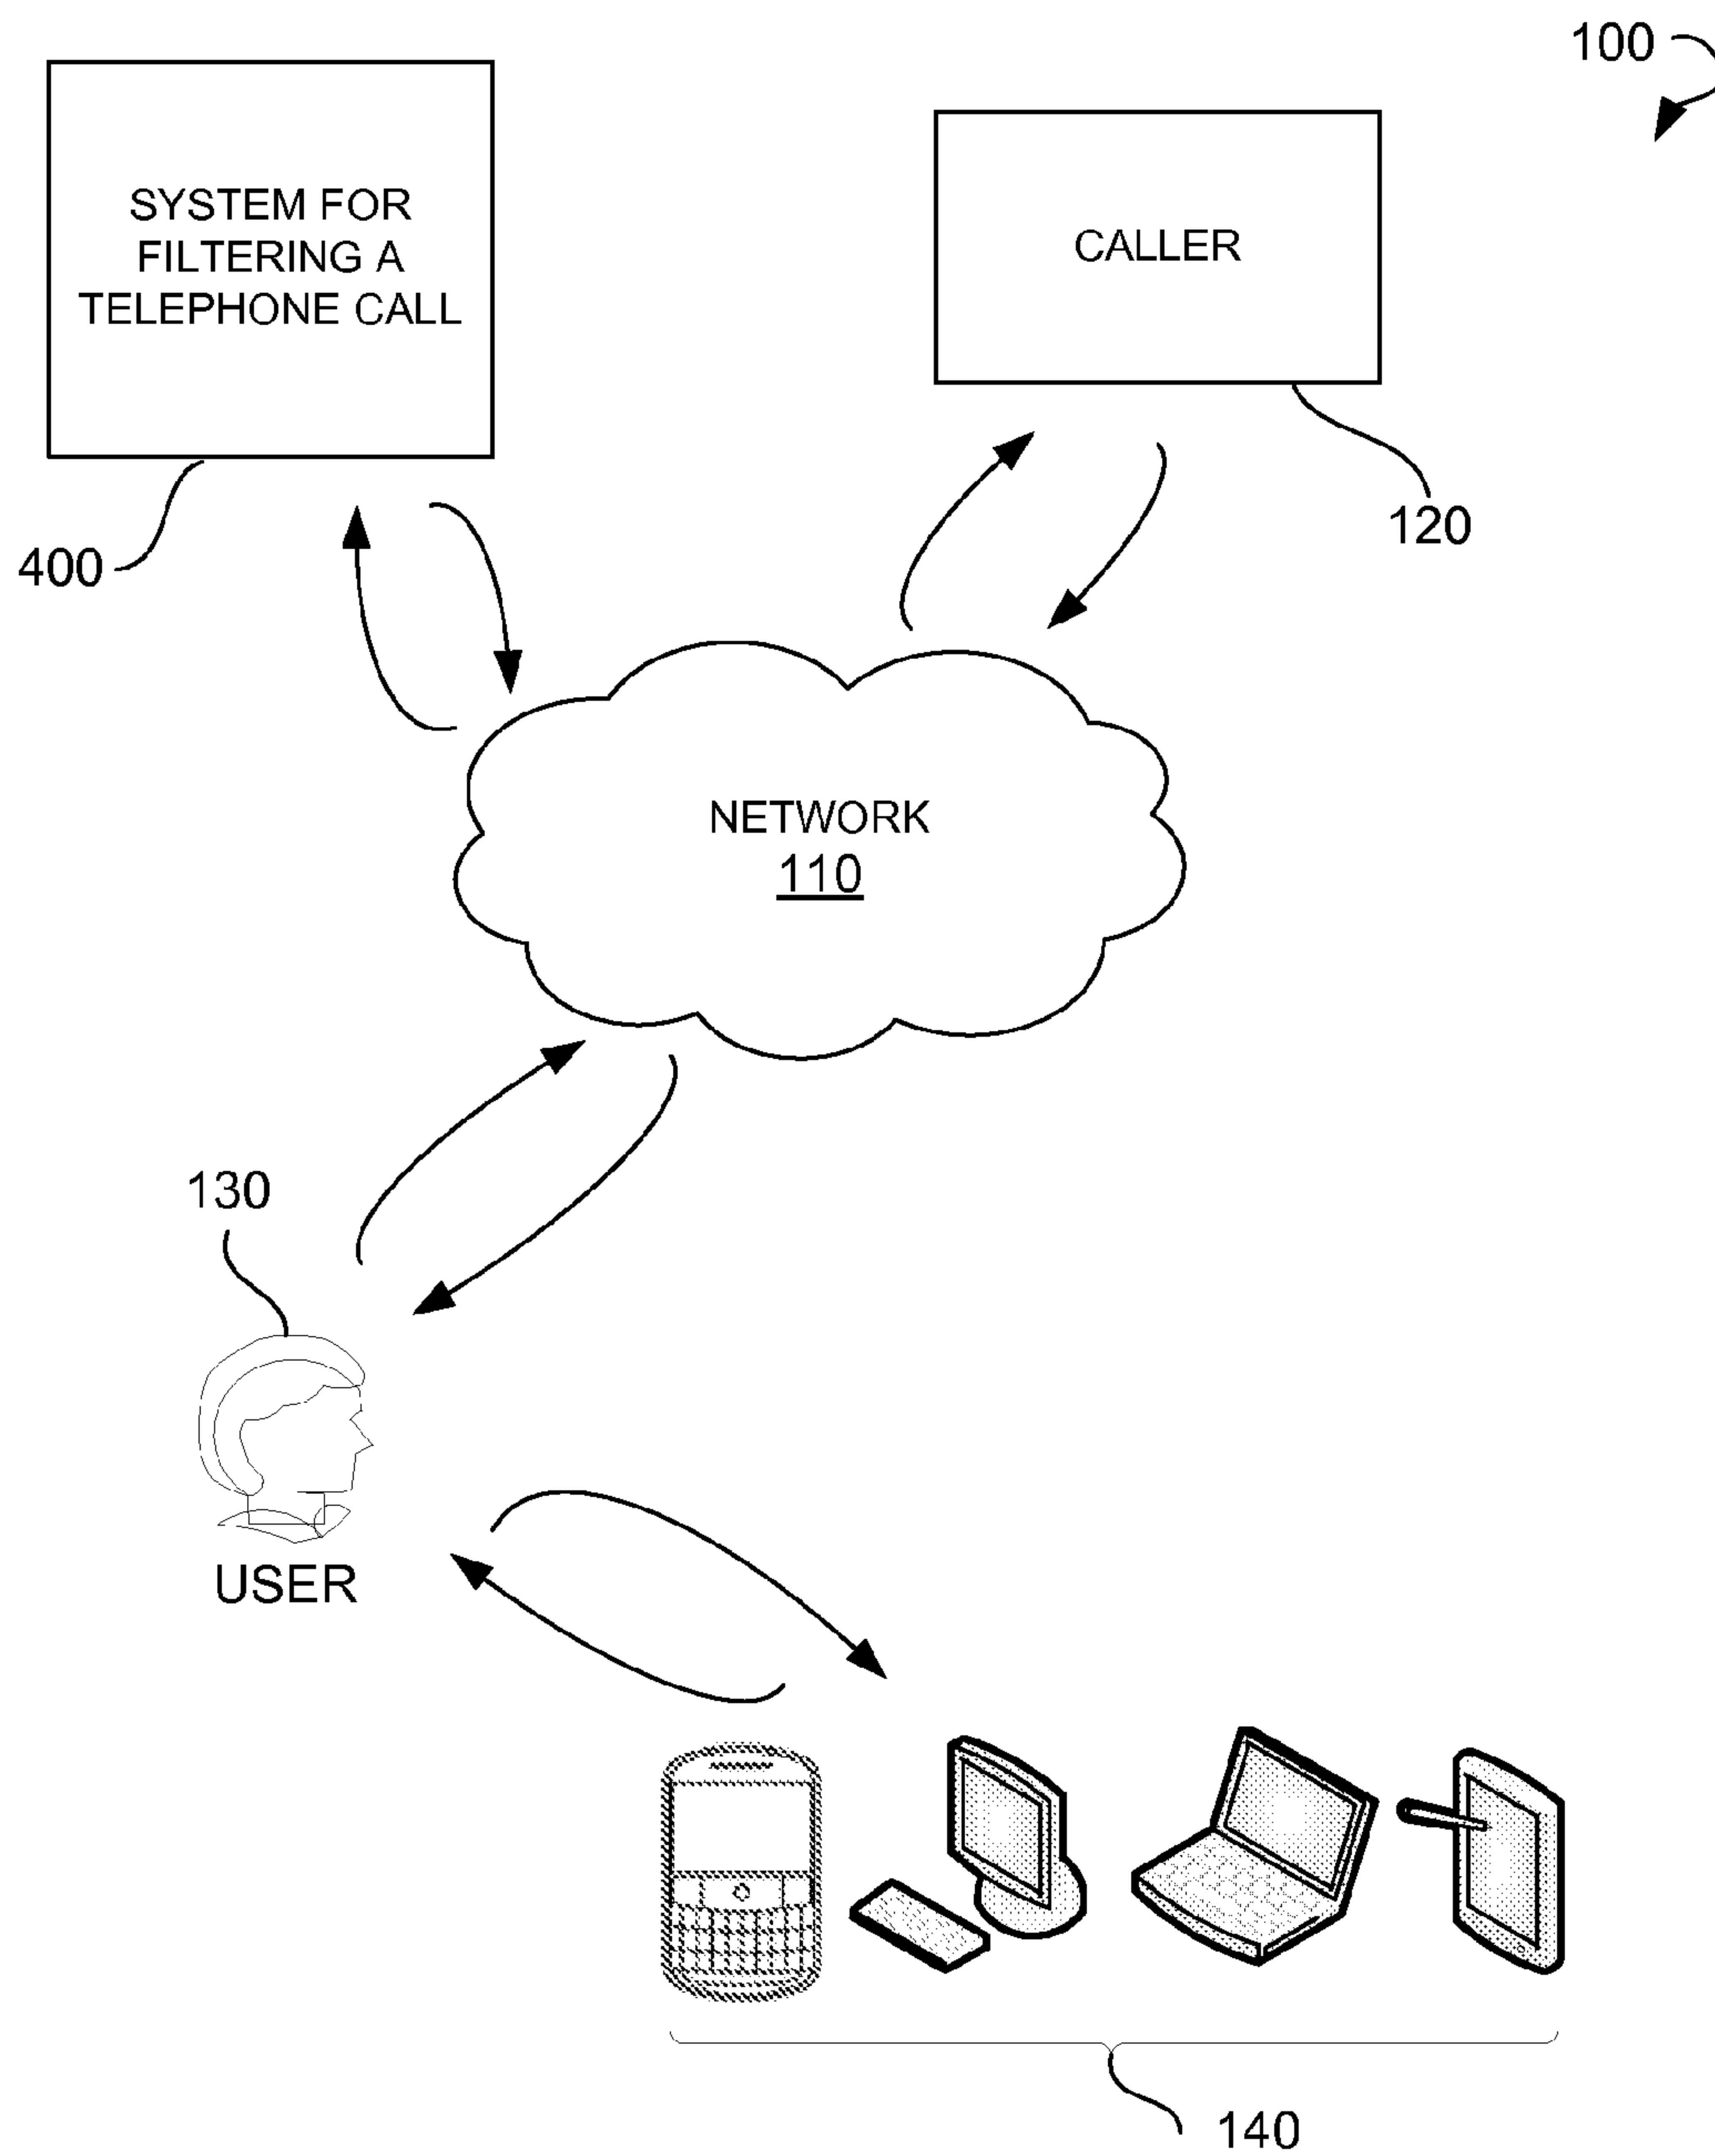 100
SYSTEM FOR
FILTERING A
TELEPHONE CALL
CALLER
120
400
NETWORK
110
130
USER
140